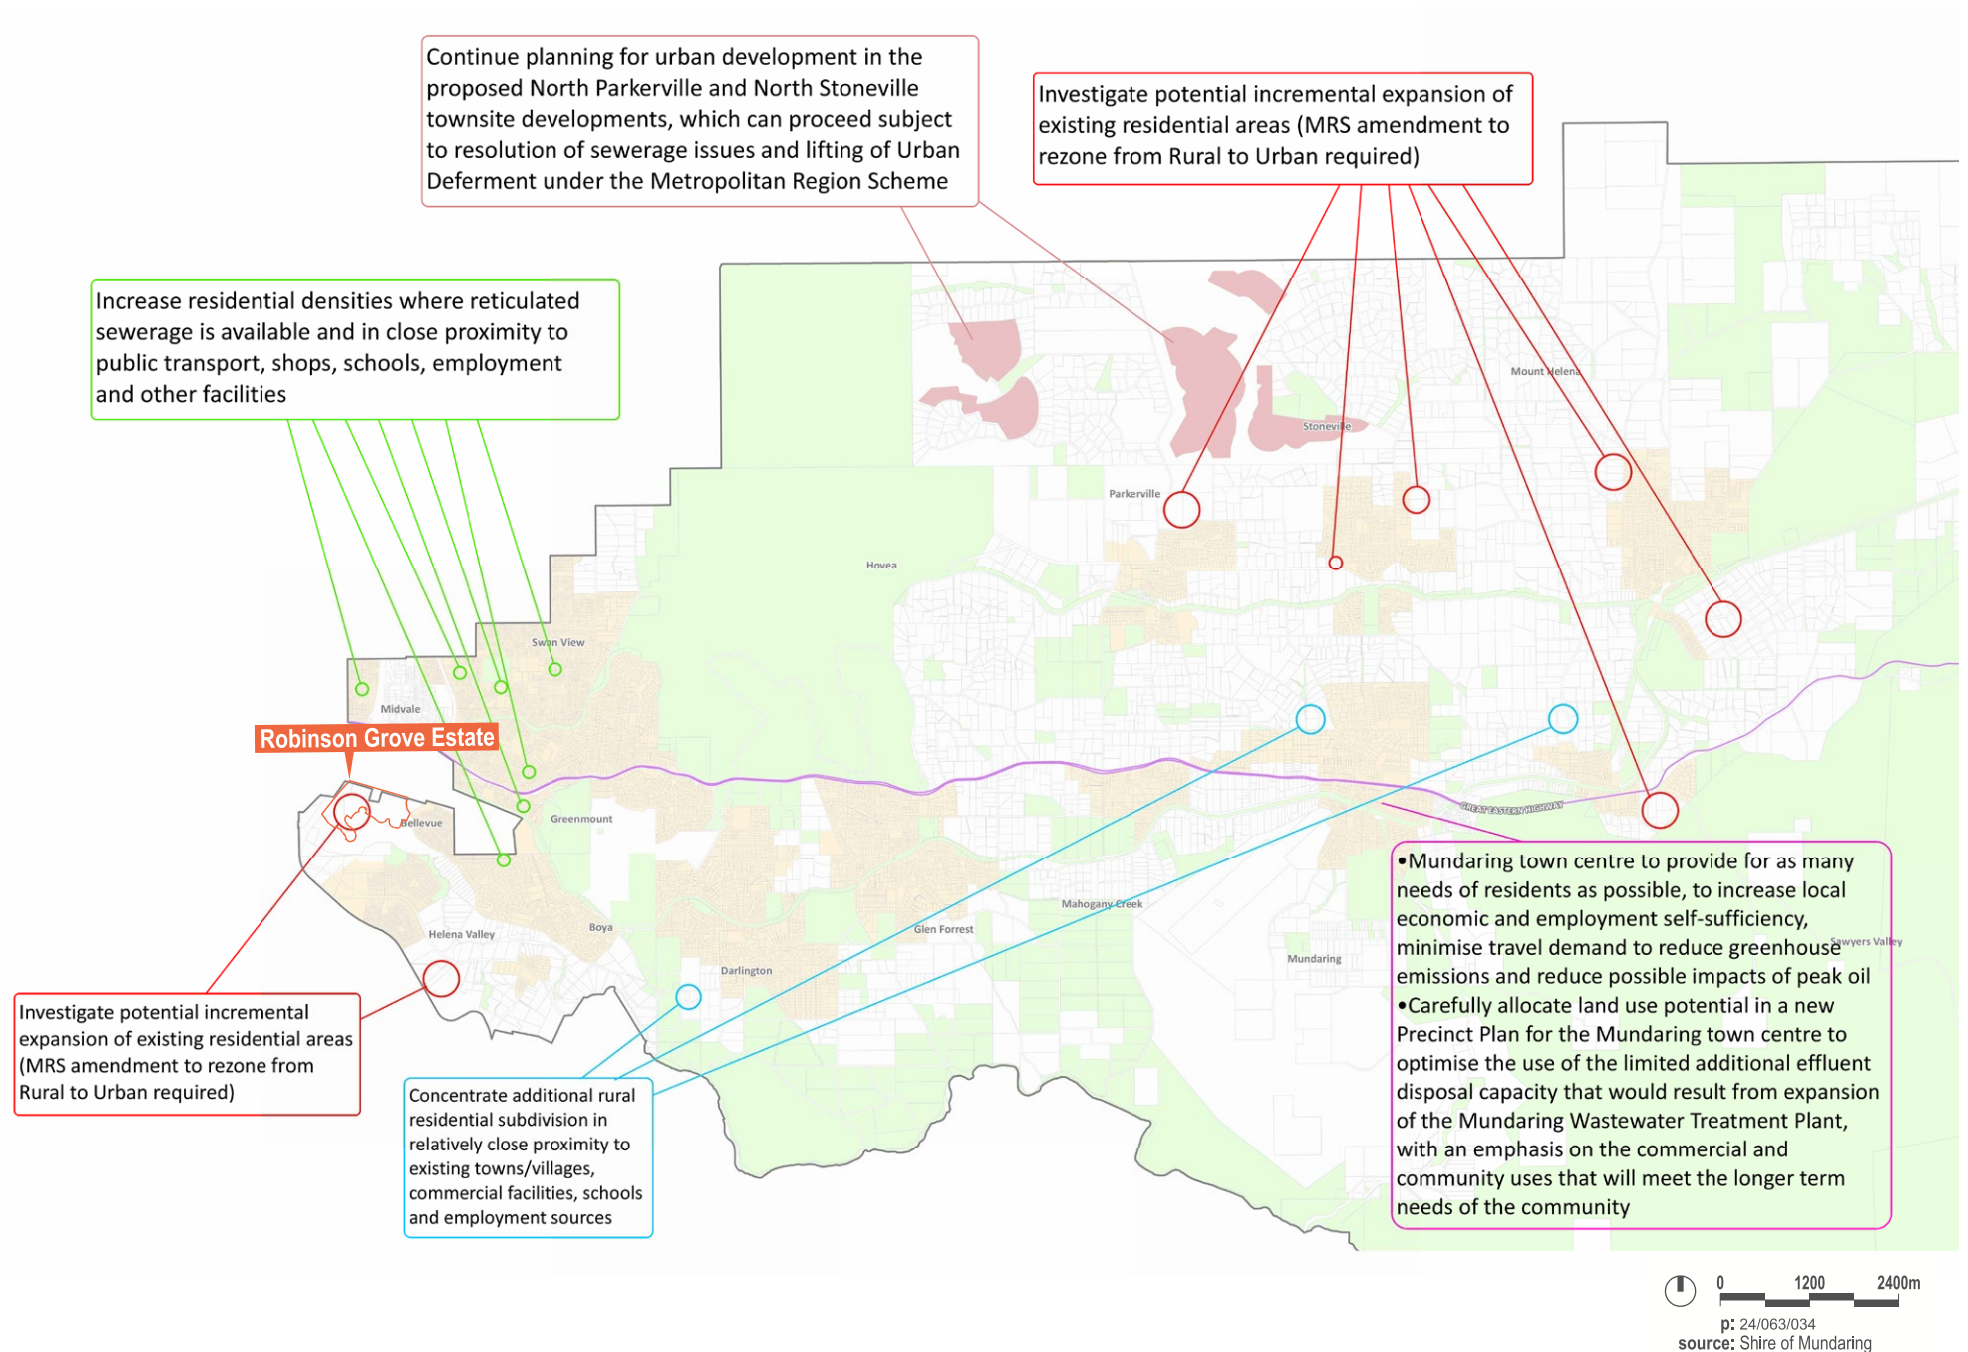 Continue planning for urban development in the
proposed North Parkerville and North Stoneville
townsite developments, which can proceed subject
to resolution of sewerage issues and lifting of Urban
Deferment under the Metropolitan Region Scheme
Investigate potential incremental expansion of
existing residential areas (MRS amendment to
rezone from Rural to Urban required)
Increase residential densities where reticulated
sewerage is available and in close proximity to
public transport, shops, schools, employment
and other facilities
Mount Helena
Stoneville
Parkerville
Hovea
Swan View
Midvale
Robinson Grove Estate
Bellevue
Greenmount
GREAT EASTERN HIGHWAY
Mahogany Creek
Helena Valley
Boya
Glen Forrest
Darlington
Mundaring
Sawyers Valley
•Mundaring town centre to provide for as many
needs of residents as possible, to increase local
economic and employment self-sufficiency,
minimise travel demand to reduce greenhouse
emissions and reduce possible impacts of peak oil
•Carefully allocate land use potential in a new
Precinct Plan for the Mundaring town centre to
optimise the use of the limited additional effluent
disposal capacity that would result from expansion
of the Mundaring Wastewater Treatment Plant,
with an emphasis on the commercial and
community uses that will meet the longer term
needs of the community
Investigate potential incremental
expansion of existing residential areas
(MRS amendment to rezone from
Rural to Urban required)
Concentrate additional rural
residential subdivision in
relatively close proximity to
existing towns/villages,
commercial facilities, schools
and employment sources
0 1200 2400m
p: 24/063/034
source: Shire of Mundaring